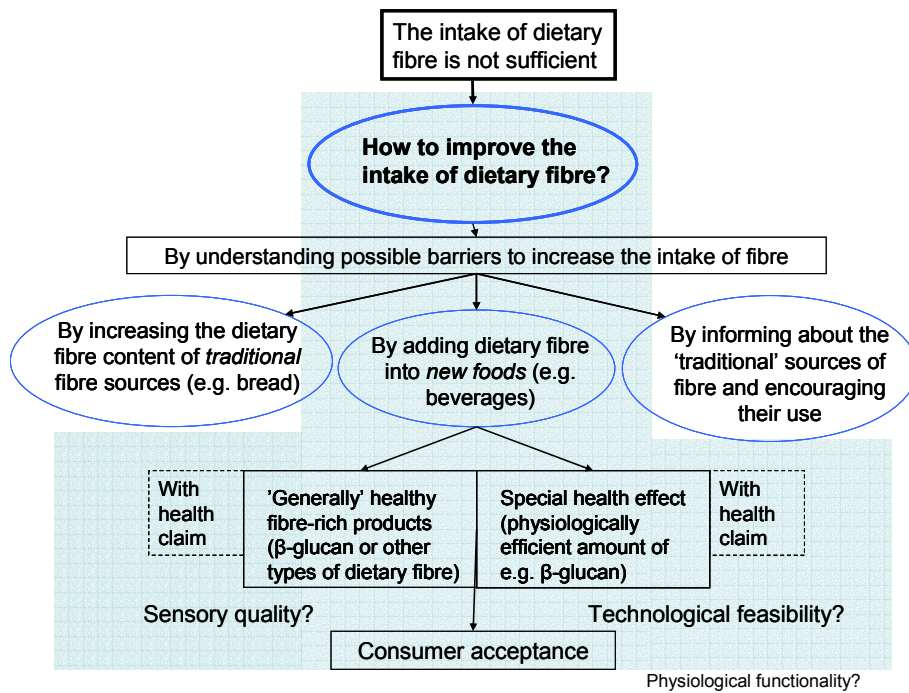 The intake of dietary
fibre is not sufficient
How to improve the
intake of dietary fibre?
By understanding possible barriers to increase the intake of fibre
By increasing the dietary
fibre content of traditional
fibre sources (e.g. bread)
By adding dietary fibre
into new foods (e.g.
beverages)
By informing about the
‘traditional’ sources of
fibre and encouraging
their use
With
health
claim
’Generally’ healthy
fibre-rich products
(β-glucan or other
types of dietary fibre)
Special health effect
(physiologically
efficient amount of
e.g. β-glucan)
With
health
claim
Sensory quality?
Technological feasibility?
Consumer acceptance
Physiological functionality?